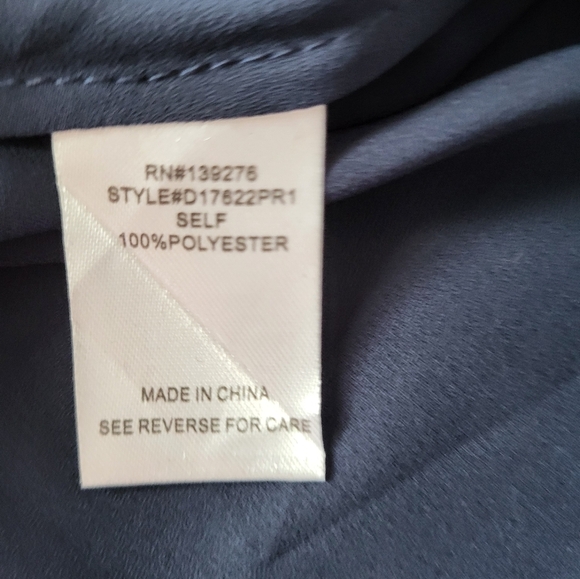 RN#139276
STYLE#D17622PR1
SELF
100%POLYESTER
MADE IN CHINA
SEE REVERSE FOR CARE